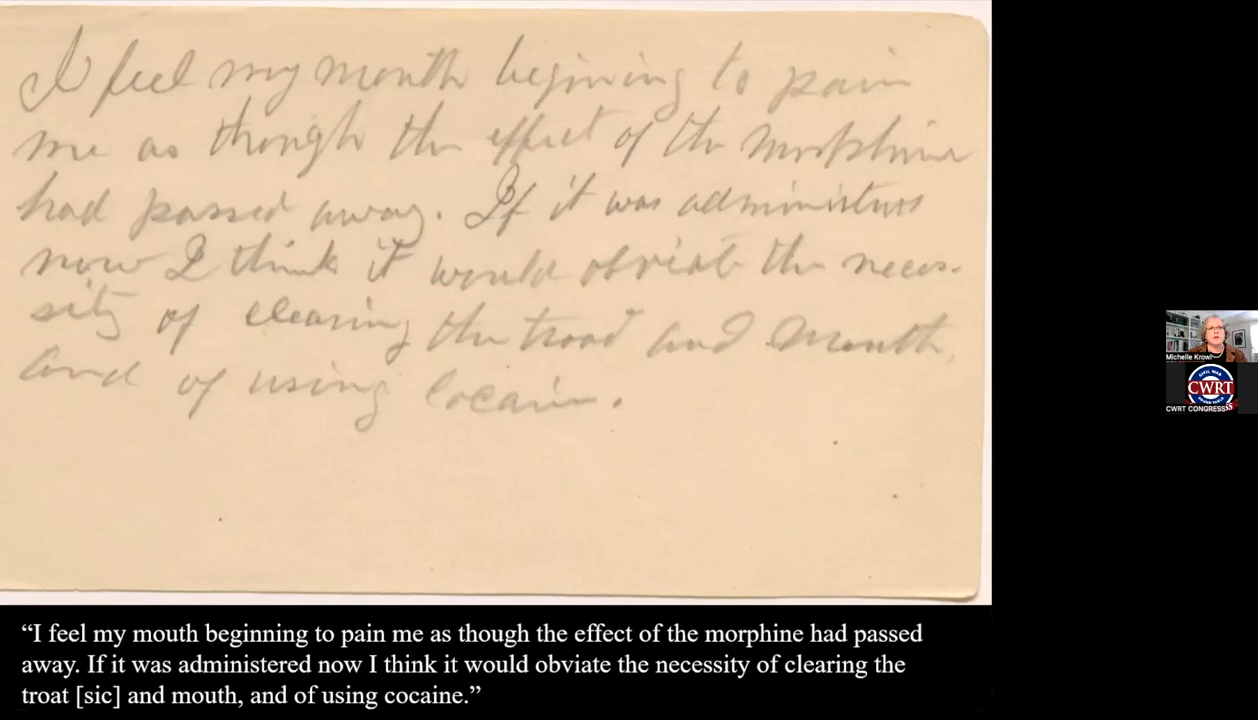 I feel my mouth begining to pain
me as though the effect of the morphine
had passed away. If it was administered
now I think it would obviate the neces-
sity of clearing the troat and mouth,
and of using cocain.
“I feel my mouth beginning to pain me as though the effect of the morphine had passed
away. If it was administered now I think it would obviate the necessity of clearing the
troat [sic] and mouth, and of using cocaine.”
Michelle Krowl
CIVIL WAR
CWRT
CWRT CONGRESS